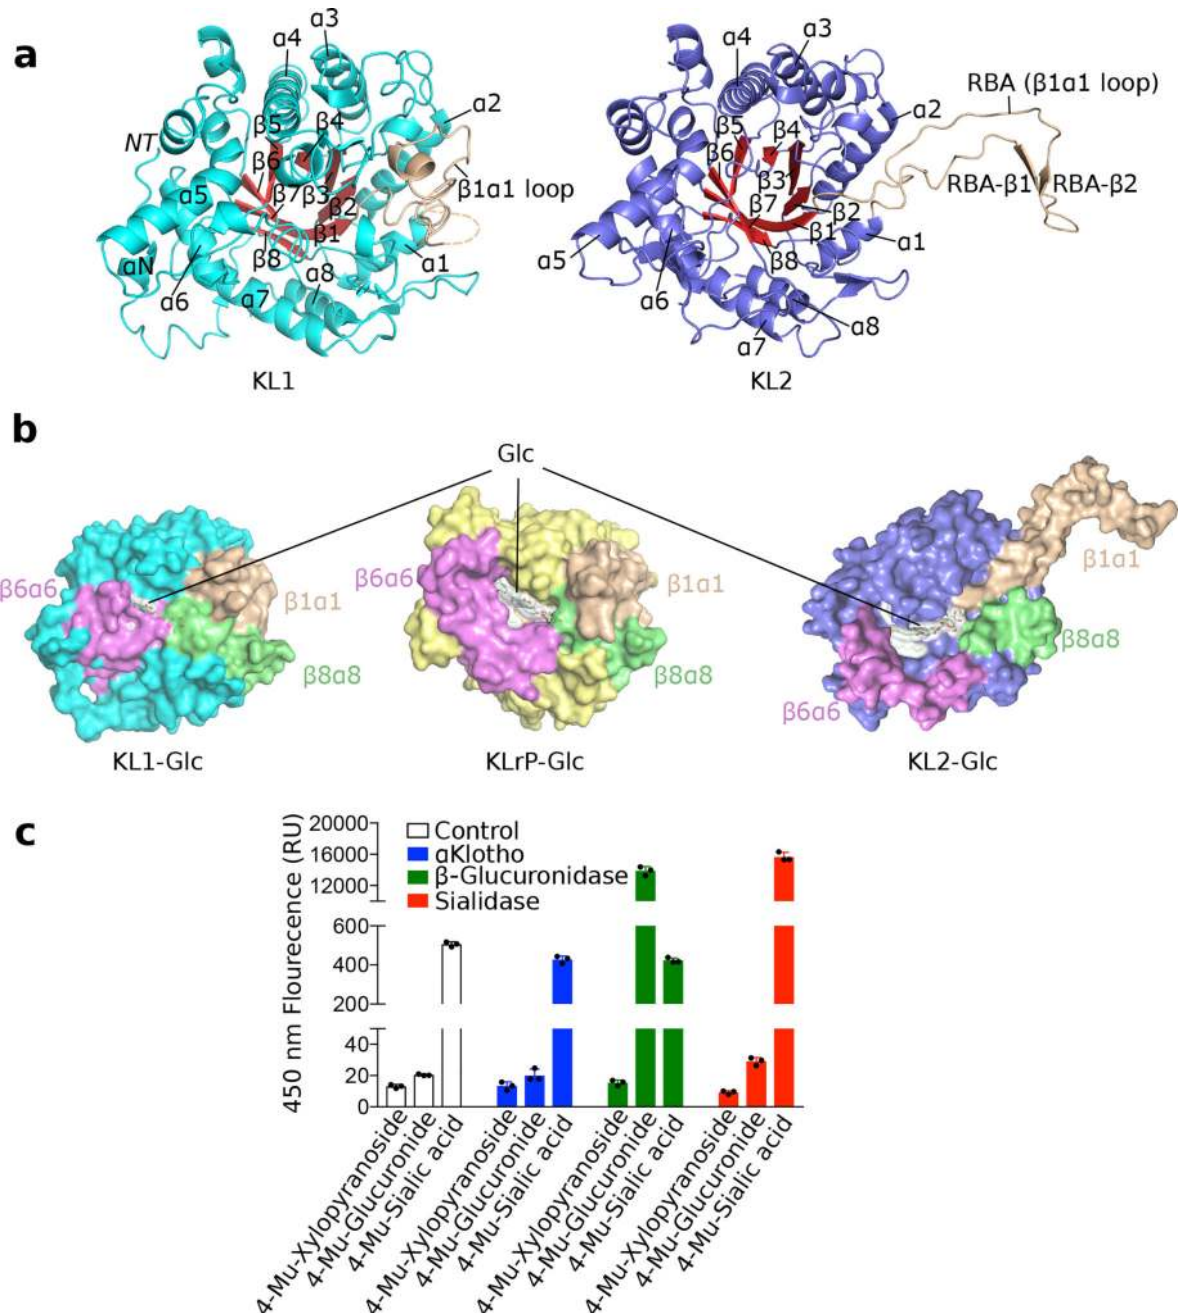 a
α3
α4
α2
β5
β4
NT
β6
α5
β7
β3
β1α1 loop
β2
β1
αN
β8
α8
α1
α6
α7
KL1
α3
α4
RBA (β1α1 loop)
α2
β5
β4
β6
β3
RBA-β1
RBA-β2
β7
β2
β1
α5
β8
α1
α6
α8
α7
KL2
b
Glc
β6α6
β1α1
β8α8
KL1-Glc
β6α6
β1α1
β8α8
KLrP-Glc
β1α1
β8α8
β6α6
KL2-Glc
c
450 nm Flourecence (RU)
20000
16000
12000
600
400
200
40
20
0
Control
αKlotho
β-Glucuronidase
Sialidase
4-Mu-Xylopyranoside
4-Mu-Glucuronide
4-Mu-Sialic acid
4-Mu-Xylopyranoside
4-Mu-Glucuronide
4-Mu-Sialic acid
4-Mu-Xylopyranoside
4-Mu-Glucuronide
4-Mu-Sialic acid
4-Mu-Xylopyranoside
4-Mu-Glucuronide
4-Mu-Sialic acid